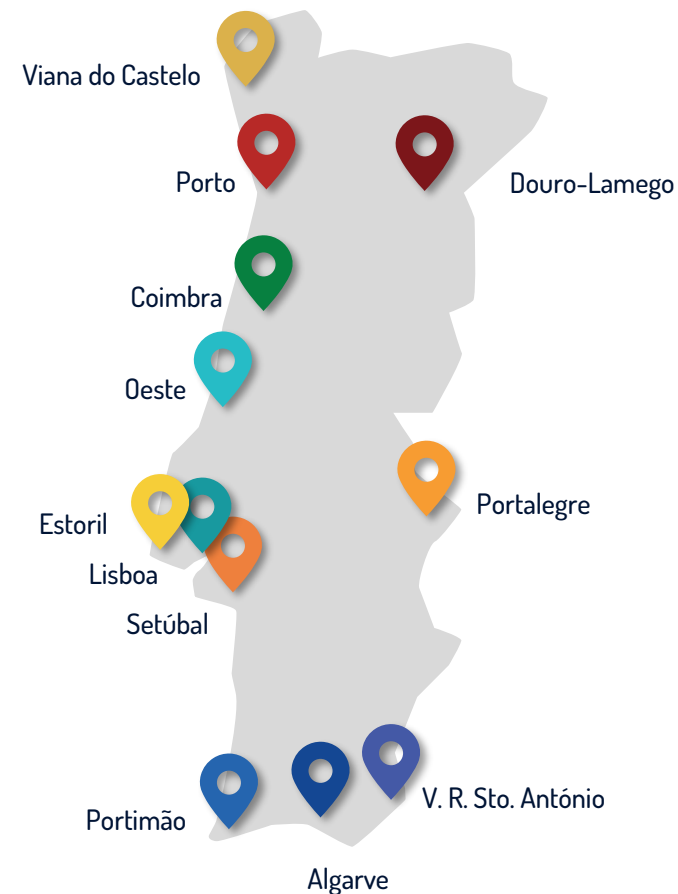 Viana do Castelo
Porto
Douro-Lamego
Coimbra
Oeste
Portalegre
Estoril
Lisboa
Setúbal
V. R. Sto. António
Portimão
Algarve